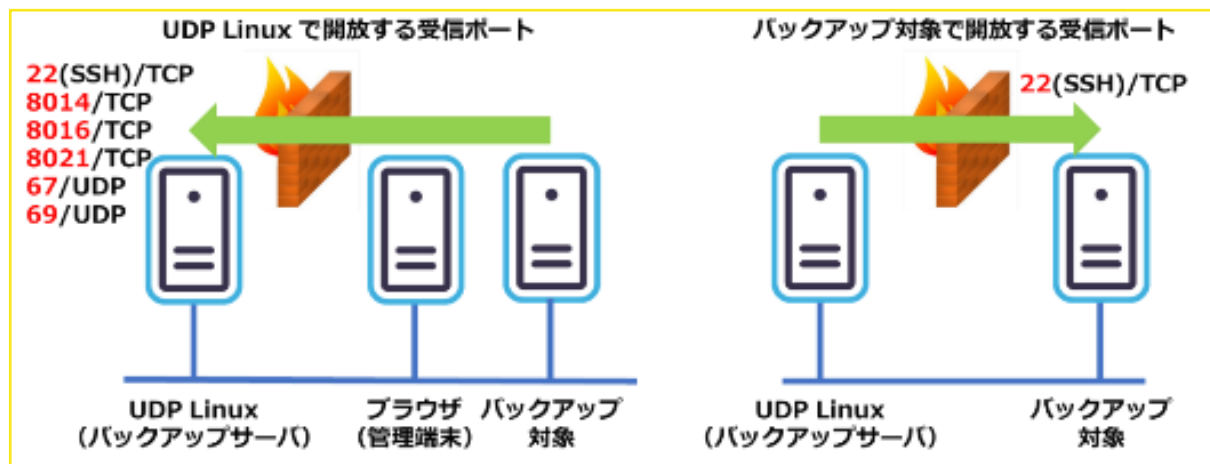 UDP Linux で開放する受信ポート
22(SSH)/TCP
8014/TCP
8016/TCP
8021/TCP
67/UDP
69/UDP
UDP Linux
(バックアップサーバ)
ブラウザ
(管理端末)
バックアップ
対象
バックアップ対象で開放する受信ポート
22(SSH)/TCP
UDP Linux
(バックアップサーバ)
バックアップ
対象